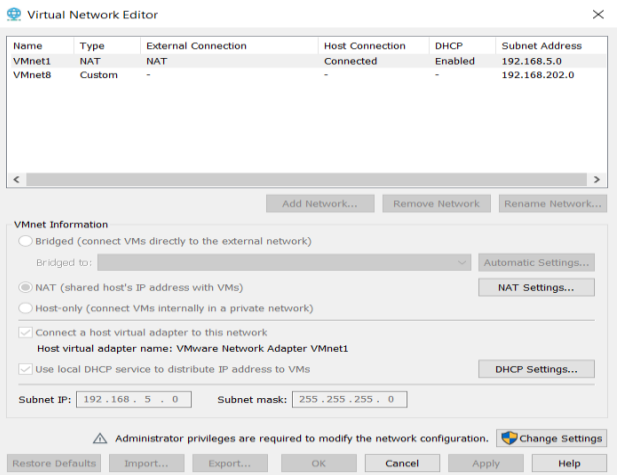 Virtual Network Editor
Name Type External Connection Host Connection DHCP Subnet Address
VMnet1 NAT NAT Connected Enabled 192.168.5.0
VMnet8 Custom - - - 192.168.202.0
Add Network... Remove Network Rename Network...
VMnet Information
Bridged (connect VMs directly to the external network)
Bridged to: Automatic Settings...
NAT (shared host's IP address with VMs) NAT Settings...
Host-only (connect VMs internally in a private network)
Connect a host virtual adapter to this network
Host virtual adapter name: VMware Network Adapter VMnet1
Use local DHCP service to distribute IP address to VMs DHCP Settings...
Subnet IP: 192 . 168 . 5 . 0 Subnet mask: 255 . 255 . 255 . 0
Administrator privileges are required to modify the network configuration. Change Settings
Restore Defaults Import... Export... OK Cancel Apply Help